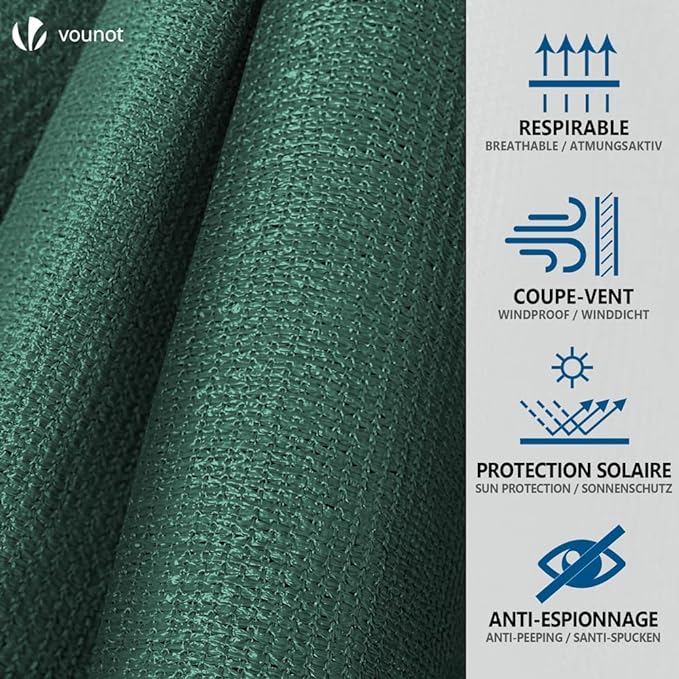 vounot
RESPIRABLE
BREATHABLE / ATMUNGSAKTIV
COUPE-VENT
WINDPROOF / WINDDICHT
PROTECTION SOLAIRE
SUN PROTECTION / SONNENSCHUTZ
ANTI-ESPIONNAGE
ANTI-PEEPING / SANTI-SPUCKEN